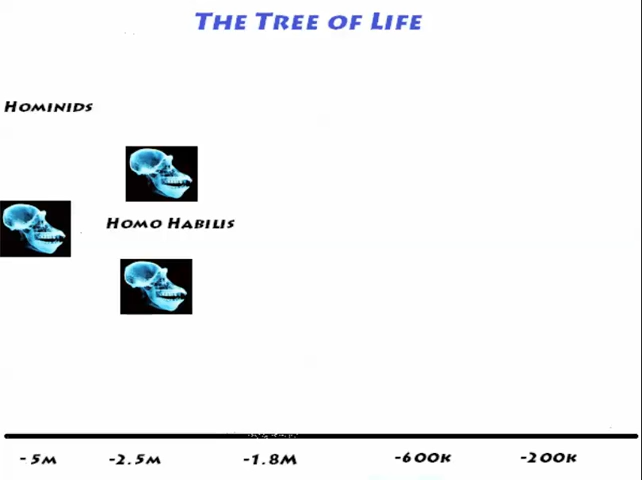 The Tree of Life
Hominids
Homo Habilis
-5M -2.5M -1.8M -600K -200K